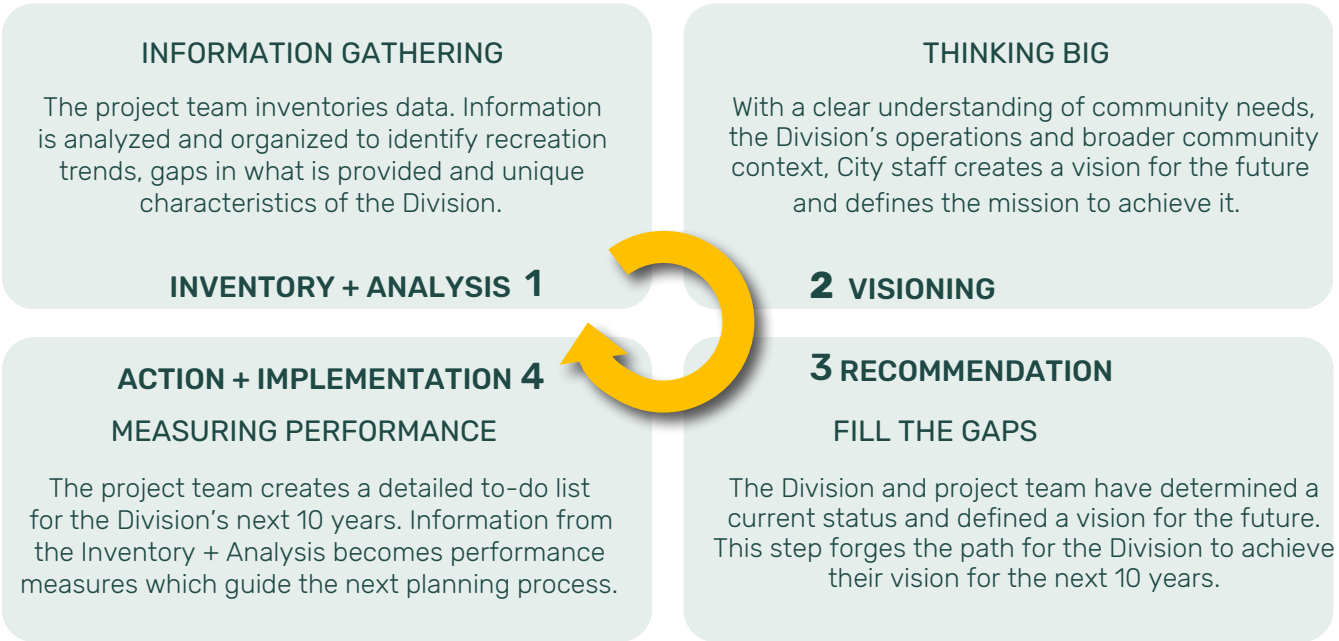 INFORMATION GATHERING
The project team inventories data. Information
is analyzed and organized to identify recreation
trends, gaps in what is provided and unique
characteristics of the Division.
INVENTORY + ANALYSIS 1
THINKING BIG
With a clear understanding of community needs,
the Division's operations and broader community
context, City staff creates a vision for the future
and defines the mission to achieve it.
2 VISIONING
3 RECOMMENDATION
FILL THE GAPS
The Division and project team have determined a
current status and defined a vision for the future.
This step forges the path for the Division to achieve
their vision for the next 10 years.
ACTION + IMPLEMENTATION 4
MEASURING PERFORMANCE
The project team creates a detailed to-do list
for the Division's next 10 years. Information from
the Inventory + Analysis becomes performance
measures which guide the next planning process.